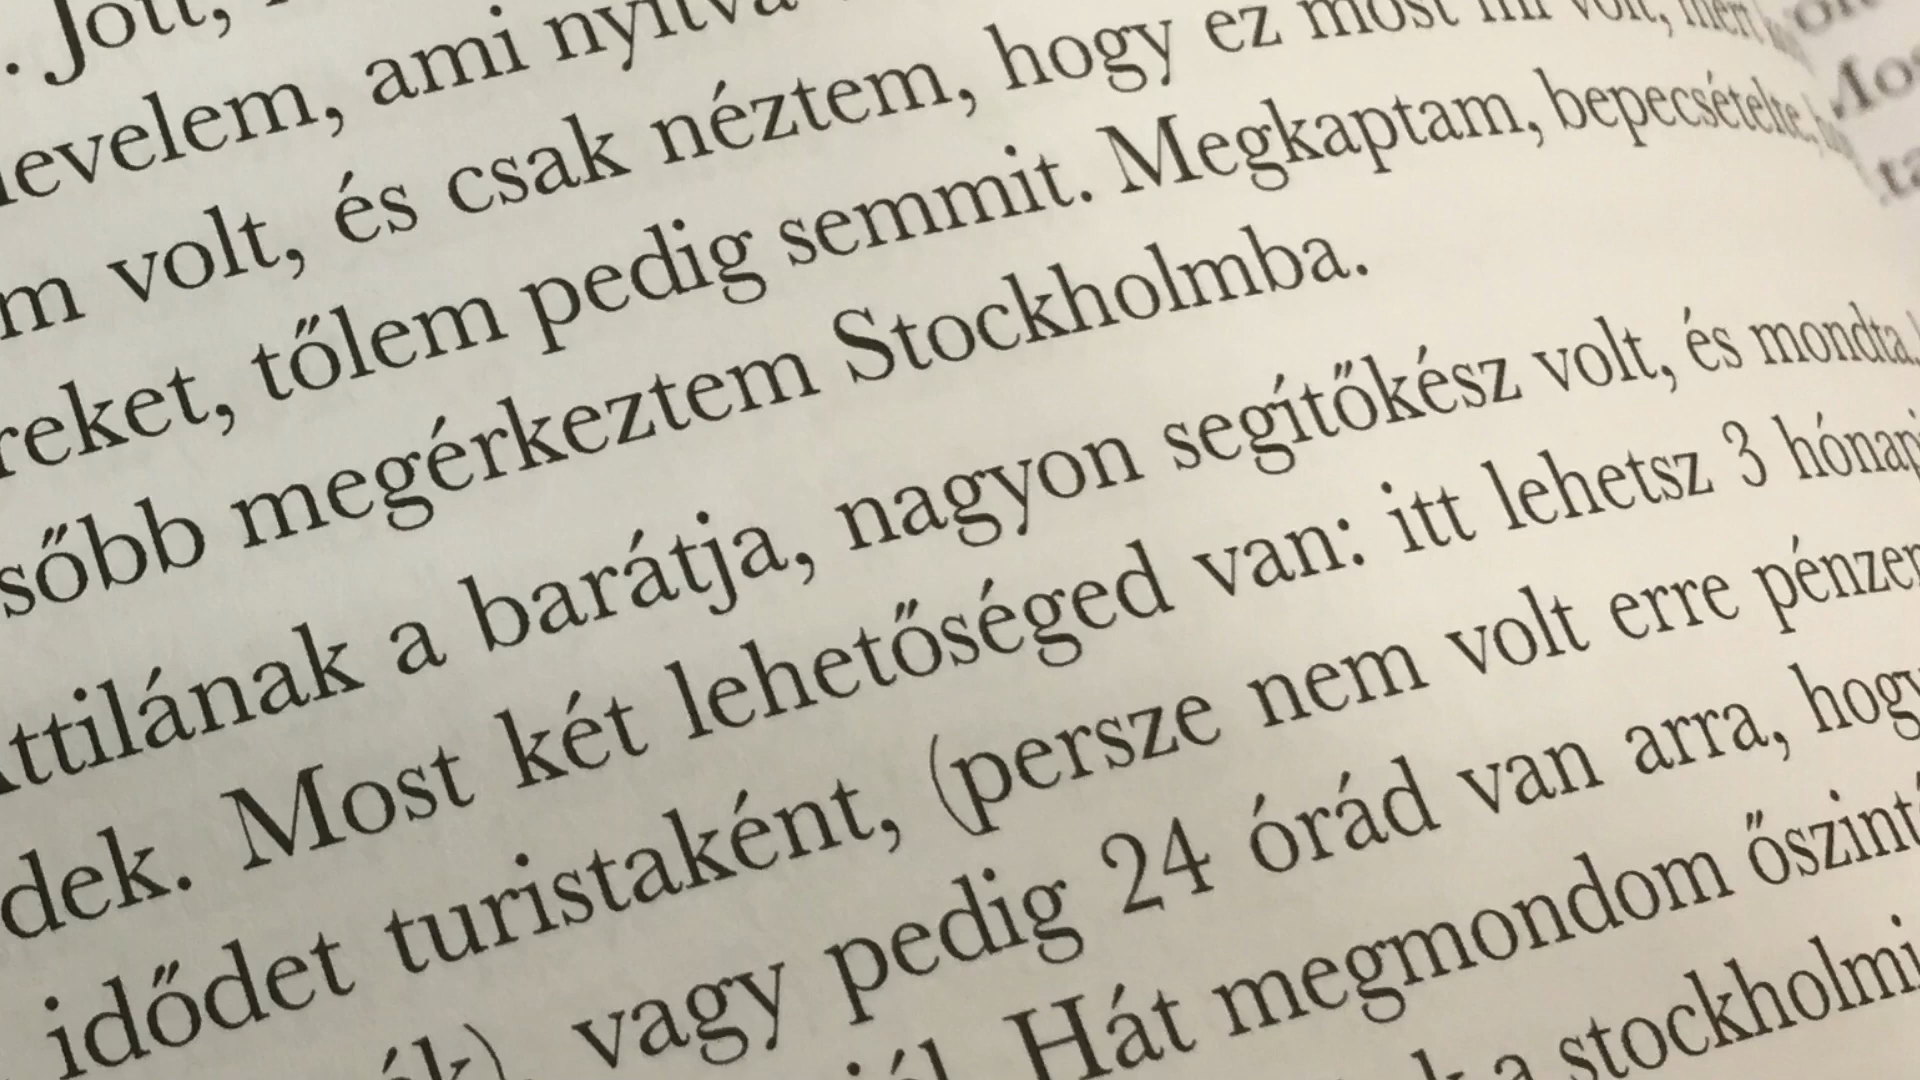 . Jött,
levelem, ami nyitva
m volt, és csak néztem, hogy ez most mi volt, mert
reket, tőlem pedig semmit. Megkaptam, bepecsételte,
sőbb megérkeztem Stockholmba.
ttilának a barátja, nagyon segítőkész volt, és mondta,
dek. Most két lehetőséged van: itt lehetsz 3 hónap
idődet turistaként, (persze nem volt erre pénzem
ék), vagy pedig 24 órád van arra, hogy
Hát megmondom őszint
k a stockholmi